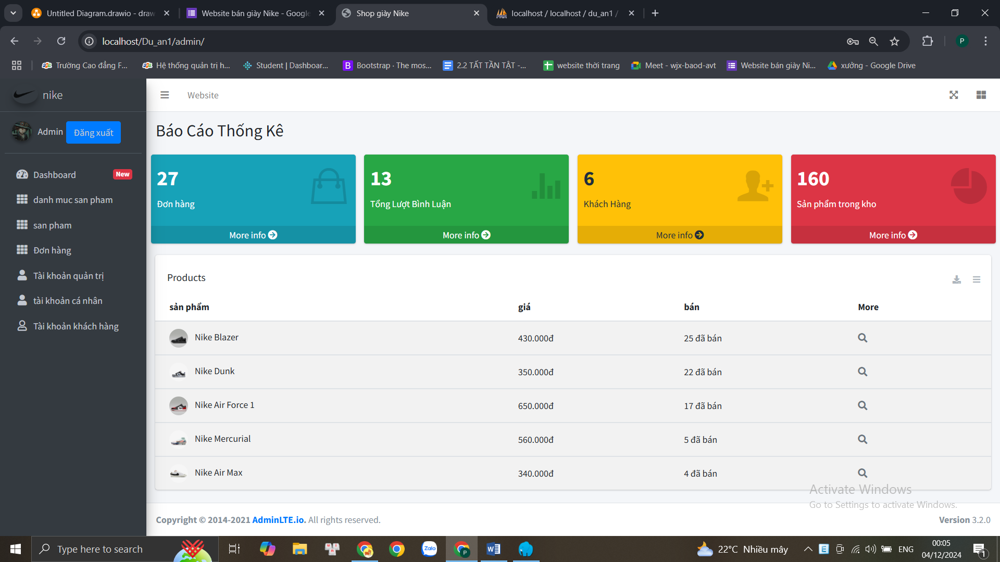 Untitled Diagram.drawio - draw
Website bán giày Nike - Google
Shop giày Nike
localhost / localhost / du_an1 /
localhost/Du_an1/admin/
P
Trường Cao đẳng F...
Hệ thống quản trị h...
Student | Dashboar...
B
Bootstrap · The mos...
2.2 TẤT TẦN TẬT -...
website thời trang
Meet - wjx-baod-avt
Website bán giày Ni...
xưởng - Google Drive
nike
Website
Admin
Đăng xuất
Báo Cáo Thống Kê
Dashboard
New
danh muc san pham
san pham
Đơn hàng
Tài khoản quản trị
tài khoản cá nhân
Tài khoản khách hàng
27
Đơn hàng
More info
13
Tổng Lượt Bình Luận
More info
6
Khách Hàng
More info
160
Sản phẩm trong kho
More info
Products
sản phẩm giá bán More
Nike Blazer 430.000đ 25 đã bán
Nike Dunk 350.000đ 22 đã bán
Nike Air Force 1 650.000đ 17 đã bán
Nike Mercurial 560.000đ 5 đã bán
Nike Air Max 340.000đ 4 đã bán
Activate Windows
Go to Settings to activate Windows.
Copyright © 2014-2021 AdminLTE.io. All rights reserved.
Version 3.2.0
Type here to search
Zalo
P
22°C Nhiều mây
E
ENG
00:05
04/12/2024
1